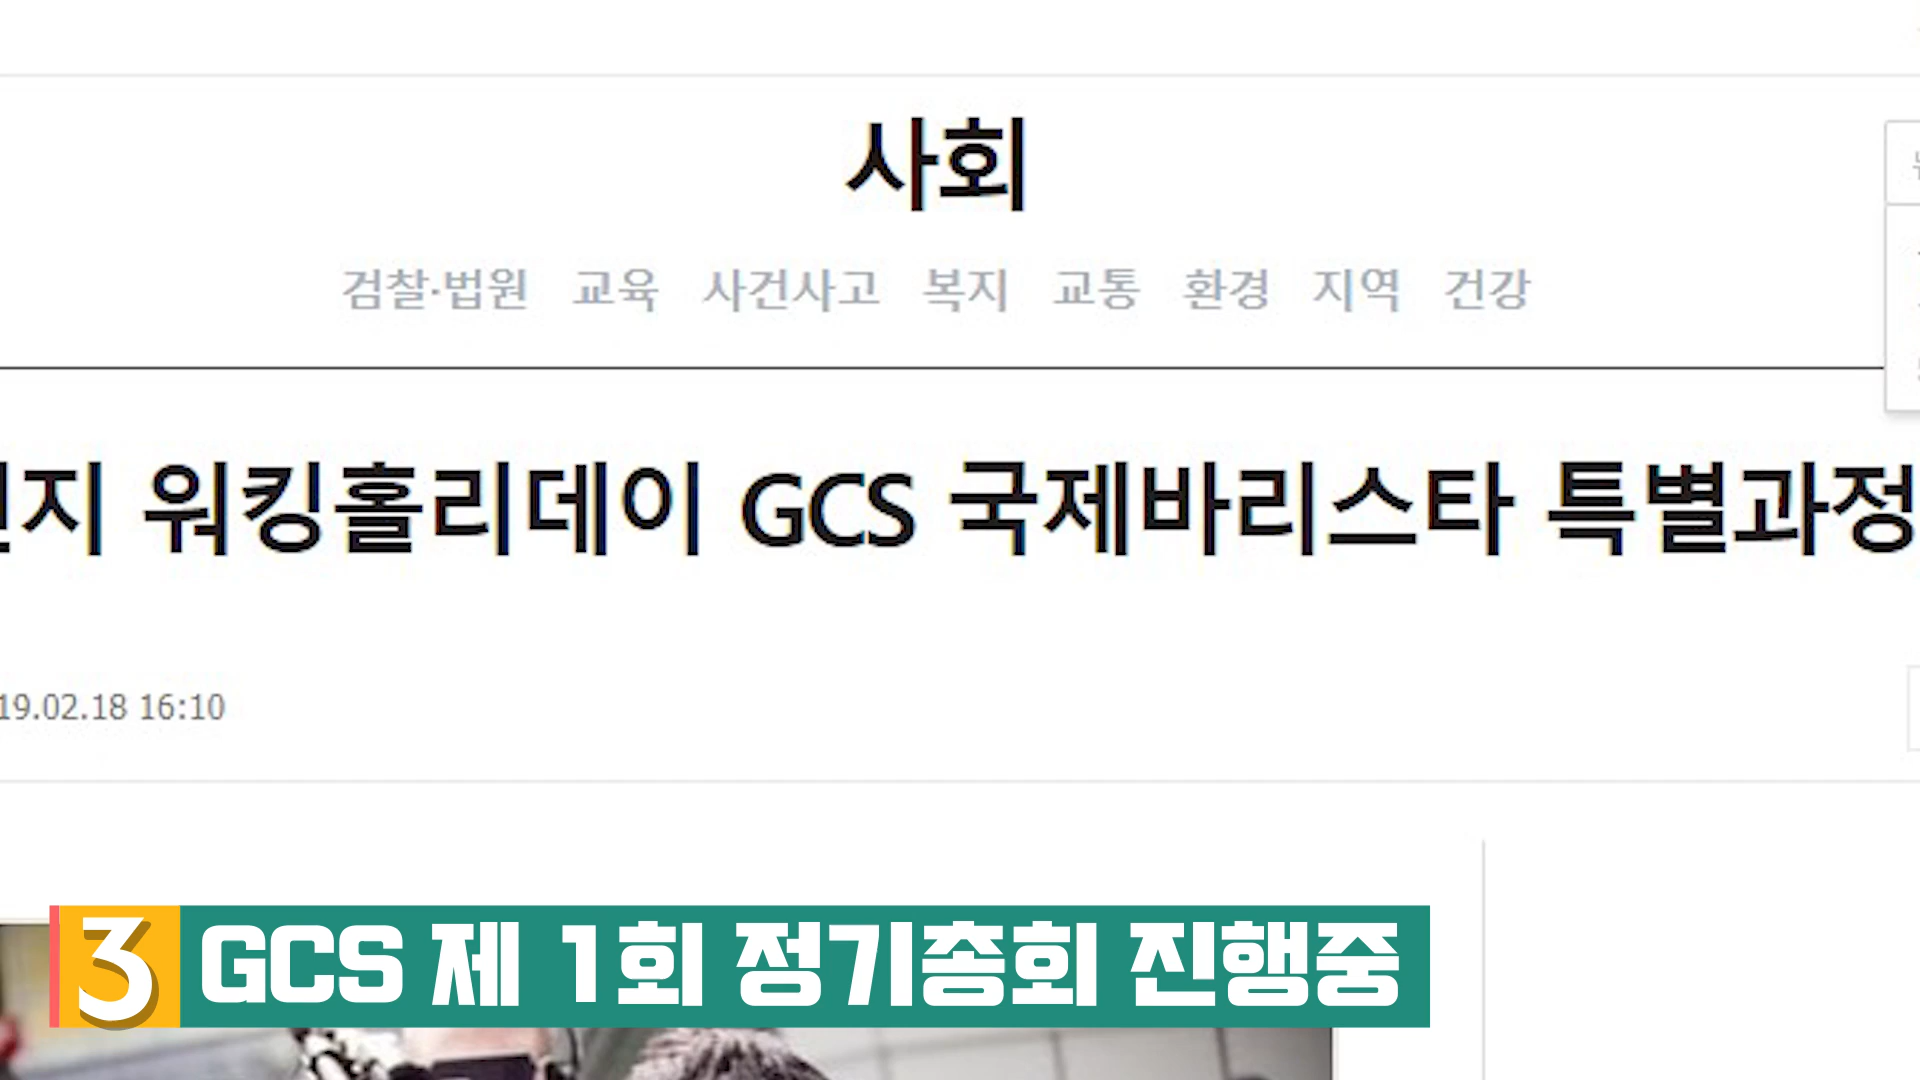 사회
검찰·법원 교육 사건사고 복지 교통 환경 지역 건강
워킹홀리데이 GCS 국제바리스타 특별과정
19.02.18 16:10
3 GCS 제 1회 정기총회 진행중